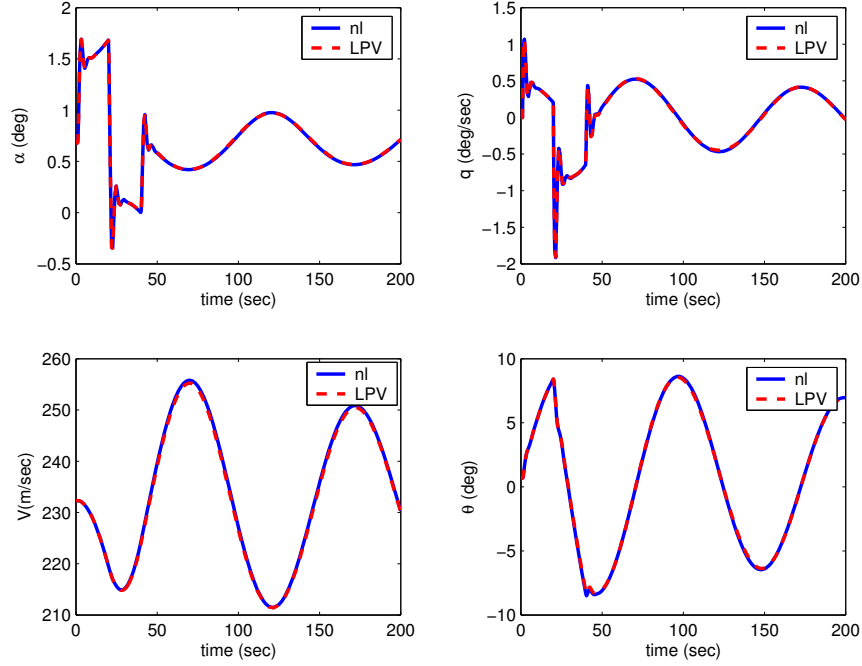 2
1.5
1
0.5
0
−0.5
α (deg)
nl
LPV
0 50 100 150 200
time (sec)
1.5
1
0.5
0
−0.5
−1
−1.5
−2
q (deg/sec)
nl
LPV
0 50 100 150 200
time (sec)
260
250
240
230
220
210
V(m/sec)
nl
LPV
0 50 100 150 200
time (sec)
10
5
0
−5
−10
θ (deg)
nl
LPV
0 50 100 150 200
time (sec)